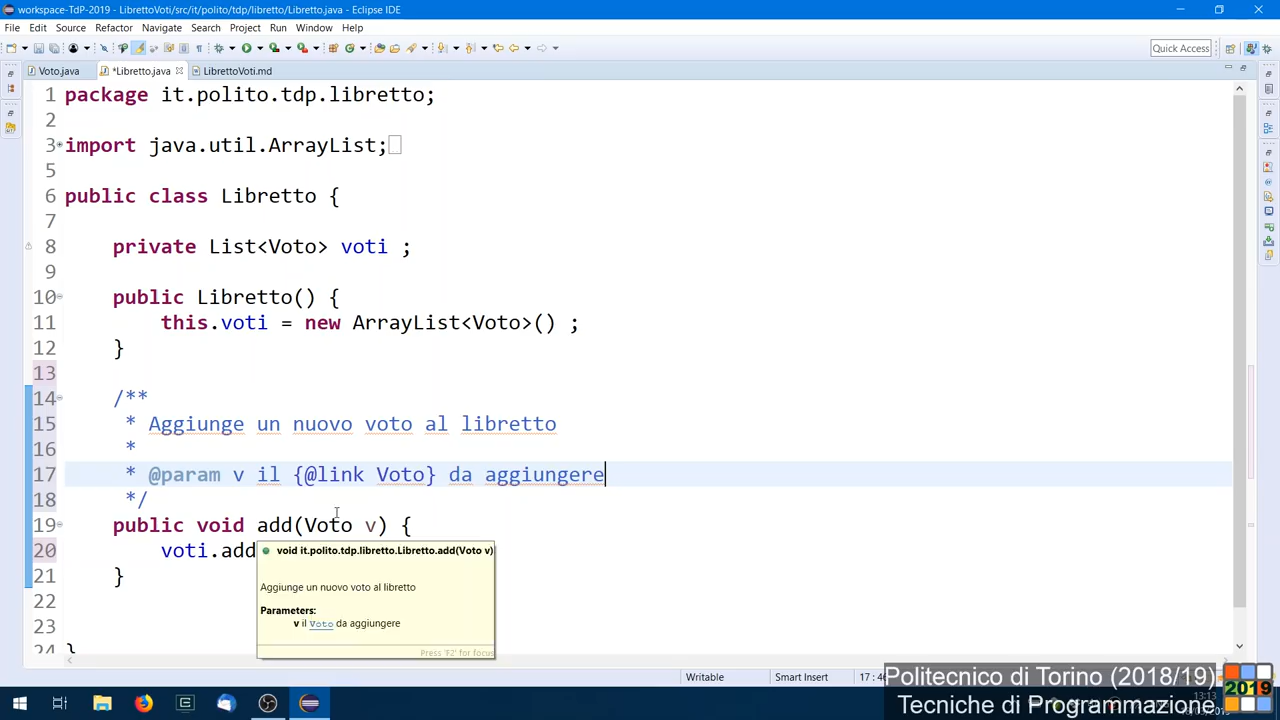 workspace-TdP-2019 - LibrettoVoti/src/it/polito/tdp/libretto/Libretto.java - Eclipse IDE
File Edit Source Refactor Navigate Search Project Run Window Help
Quick Access
Voto.java *Libretto.java LibrettoVoti.md
1 package it.polito.tdp.libretto;
2
3 import java.util.ArrayList;
5
6 public class Libretto {
7
8 private List<Voto> voti ;
9
10 public Libretto() {
11 this.voti = new ArrayList<Voto>() ;
12 }
13
14 /**
15 * Aggiunge un nuovo voto al libretto
16 *
17 * @param v il {@link Voto} da aggiungere
18 */
19 public void add(Voto v) {
20 voti.add
21 }
22
23
24 }
void it.polito.tdp.libretto.Libretto.add(Voto v)
Aggiunge un nuovo voto al libretto
Parameters:
v il Voto da aggiungere
Press 'F2' for focus
Writable Smart Insert 17 : 46
Politecnico di Torino (2018/19)
Tecniche di Programmazione
2019
13:13